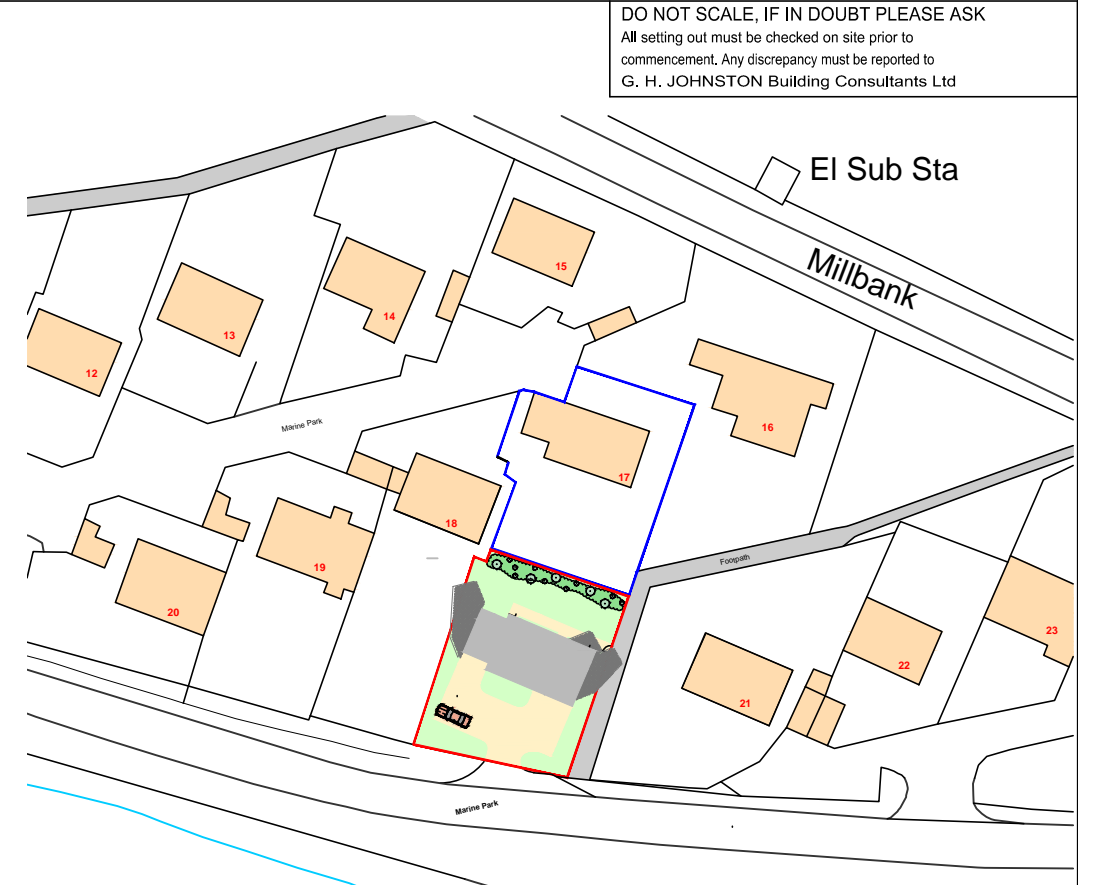 DO NOT SCALE, IF IN DOUBT PLEASE ASK
All setting out must be checked on site prior to
commencement. Any discrepancy must be reported to
G. H. JOHNSTON Building Consultants Ltd
El Sub Sta
Millbank
15
14
13
12
16
Marine Park
17
18
19
20
Footpath
23
22
21
Marine Park